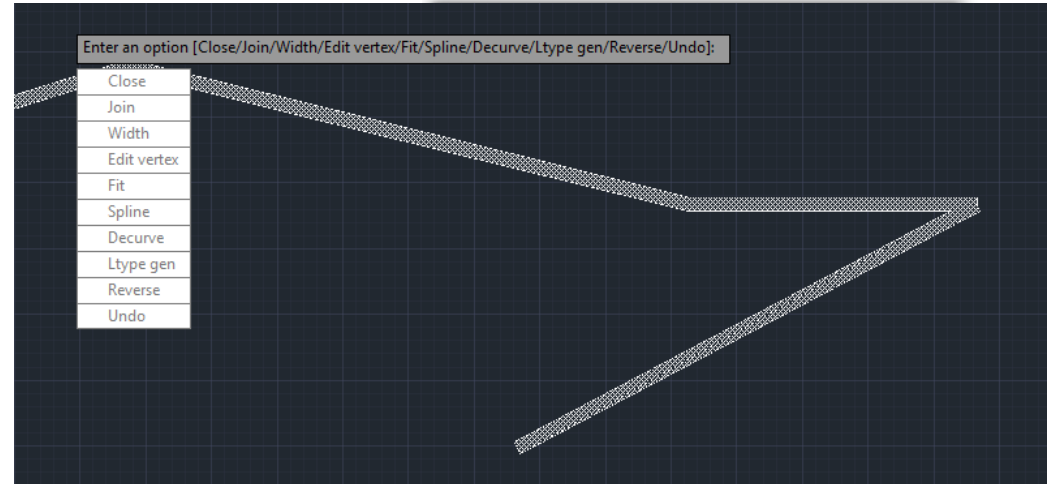 Enter an option [Close/Join/Width/Edit vertex/Fit/Spline/Decurve/Ltype gen/Reverse/Undo]:
Close
Join
Width
Edit vertex
Fit
Spline
Decurve
Ltype gen
Reverse
Undo